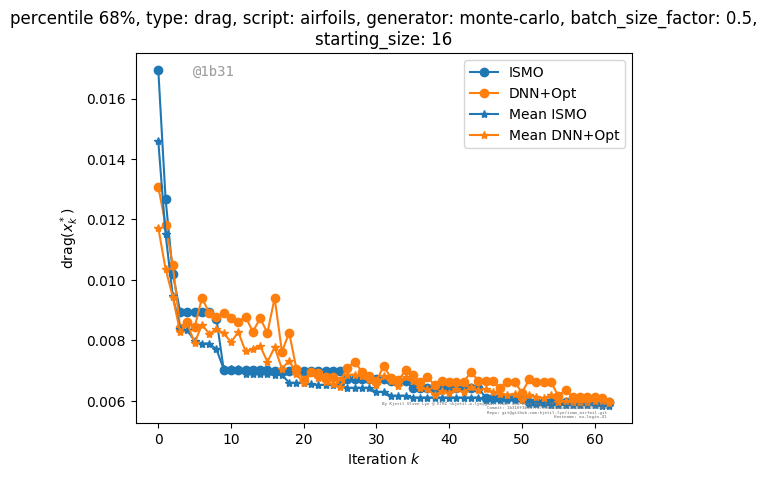 percentile 68%, type: drag, script: airfoils, generator: monte-carlo, batch_size_factor: 0.5,
starting_size: 16
@1b31
ISMO
DNN+Opt
Mean ISMO
Mean DNN+Opt
0.016
0.014
0.012
0.010
0.008
0.006
drag(x*k)
0 10 20 30 40 50 60
Iteration k